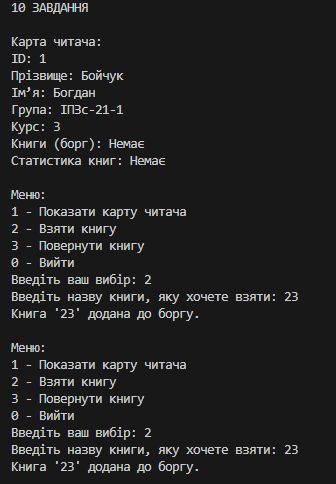 10 ЗАВДАННЯ
Карта читача:
ID: 1
Прізвище: Бойчук
Ім'я: Богдан
Група: ІПЗс-21-1
Курс: 3
Книги (борг): Немає
Статистика книг: Немає
Меню:
1 - Показати карту читача
2 - Взяти книгу
3 - Повернути книгу
0 - Вийти
Введіть ваш вибір: 2
Введіть назву книги, яку хочете взяти: 23
Книга '23' додана до боргу.
Меню:
1 - Показати карту читача
2 - Взяти книгу
3 - Повернути книгу
0 - Вийти
Введіть ваш вибір: 2
Введіть назву книги, яку хочете взяти: 23
Книга '23' додана до боргу.